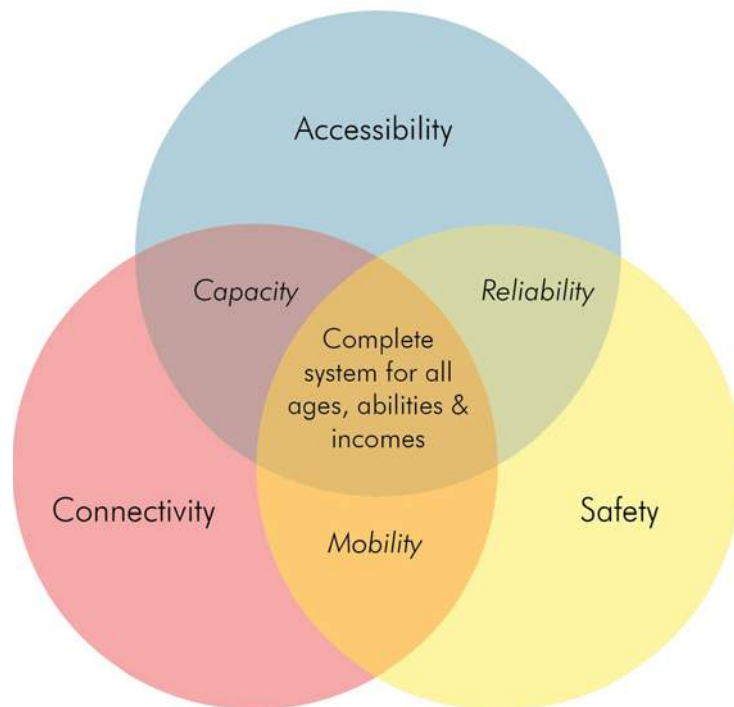 Accessibility
Capacity
Reliability
Complete
system for all
ages, abilities &
incomes
Connectivity
Safety
Mobility